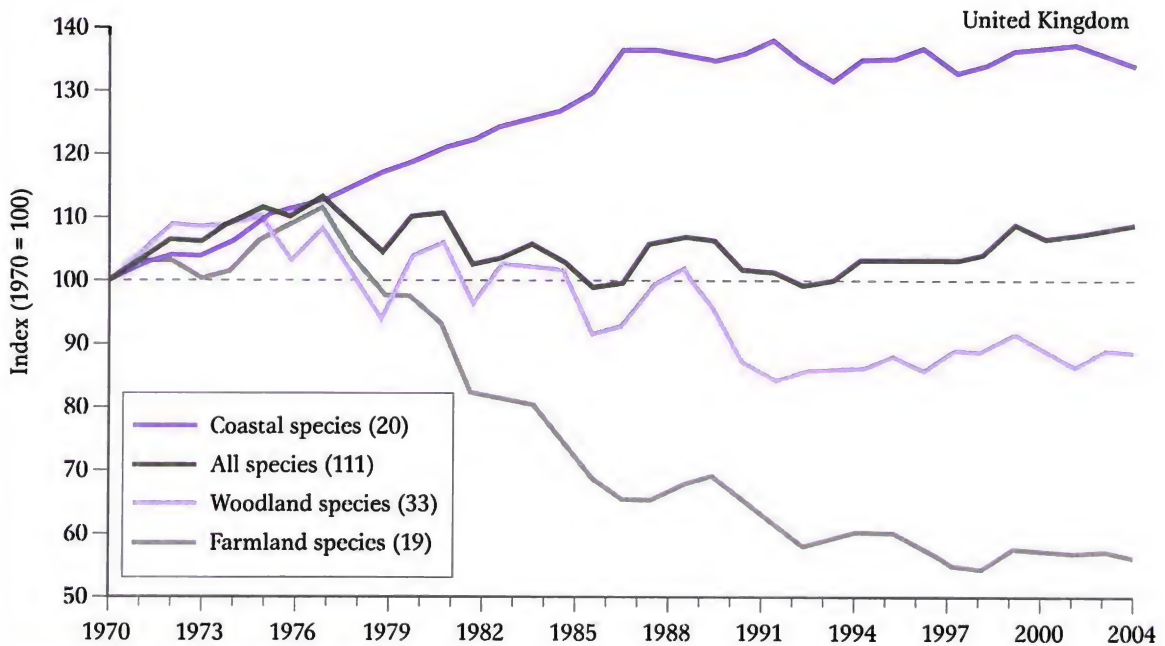 United Kingdom
Index (1970 = 100)
140
130
120
110
100
90
80
70
60
50
Coastal species (20)
All species (111)
Woodland species (33)
Farmland species (19)
1970 1973 1976 1979 1982 1985 1988 1991 1994 1997 2000 2004